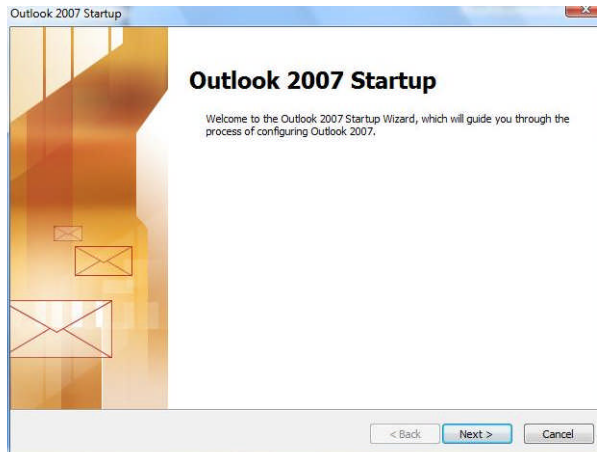 Outlook 2007 Startup
Outlook 2007 Startup
Welcome to the Outlook 2007 Startup Wizard, which will guide you through the
process of configuring Outlook 2007.
< Back Next > Cancel